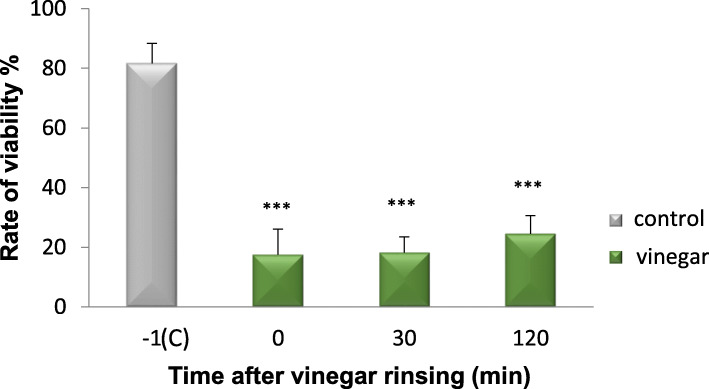 Rate of viability %
100
80
60
40
20
0
***
***
***
-1(C)
0
30
120
Time after vinegar rinsing (min)
control
vinegar